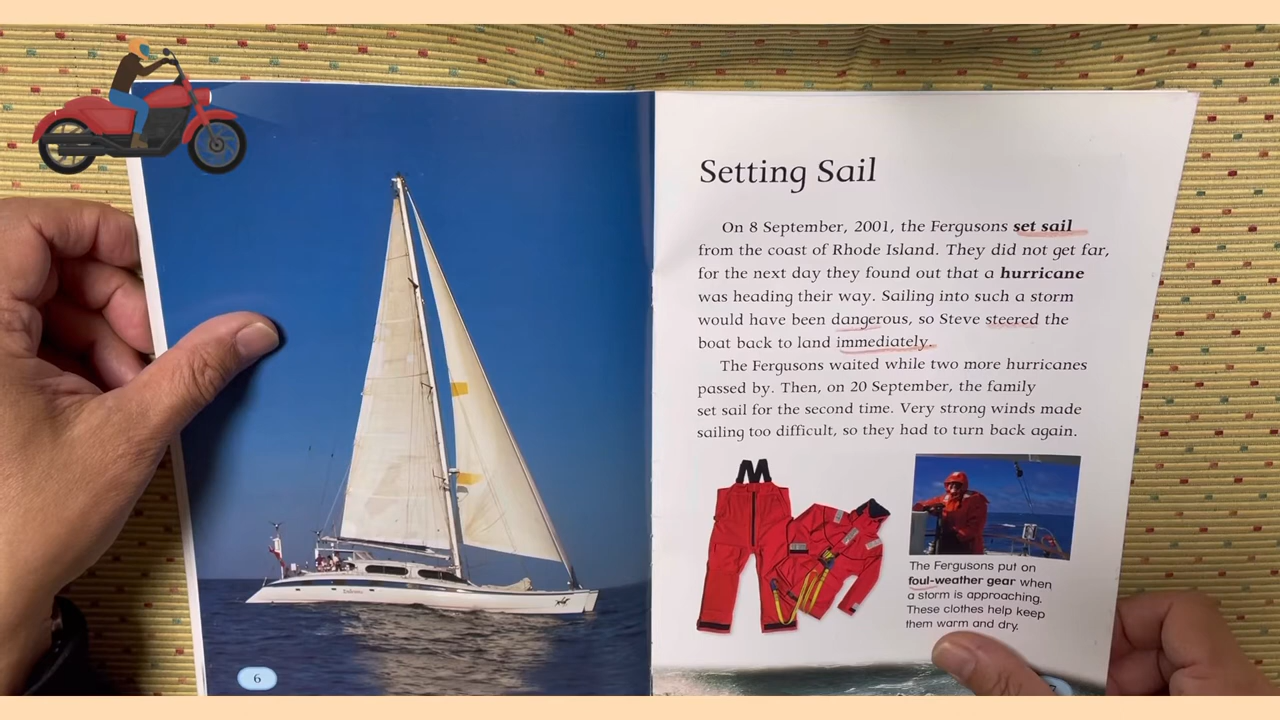 Setting Sail
On 8 September, 2001, the Fergusons set sail
from the coast of Rhode Island. They did not get far,
for the next day they found out that a hurricane
was heading their way. Sailing into such a storm
would have been dangerous, so Steve steered the
boat back to land immediately.
The Fergusons waited while two more hurricanes
passed by. Then, on 20 September, the family
set sail for the second time. Very strong winds made
sailing too difficult, so they had to turn back again.
The Fergusons put on
foul-weather gear when
a storm is approaching.
These clothes help keep
them warm and dry.
6
7